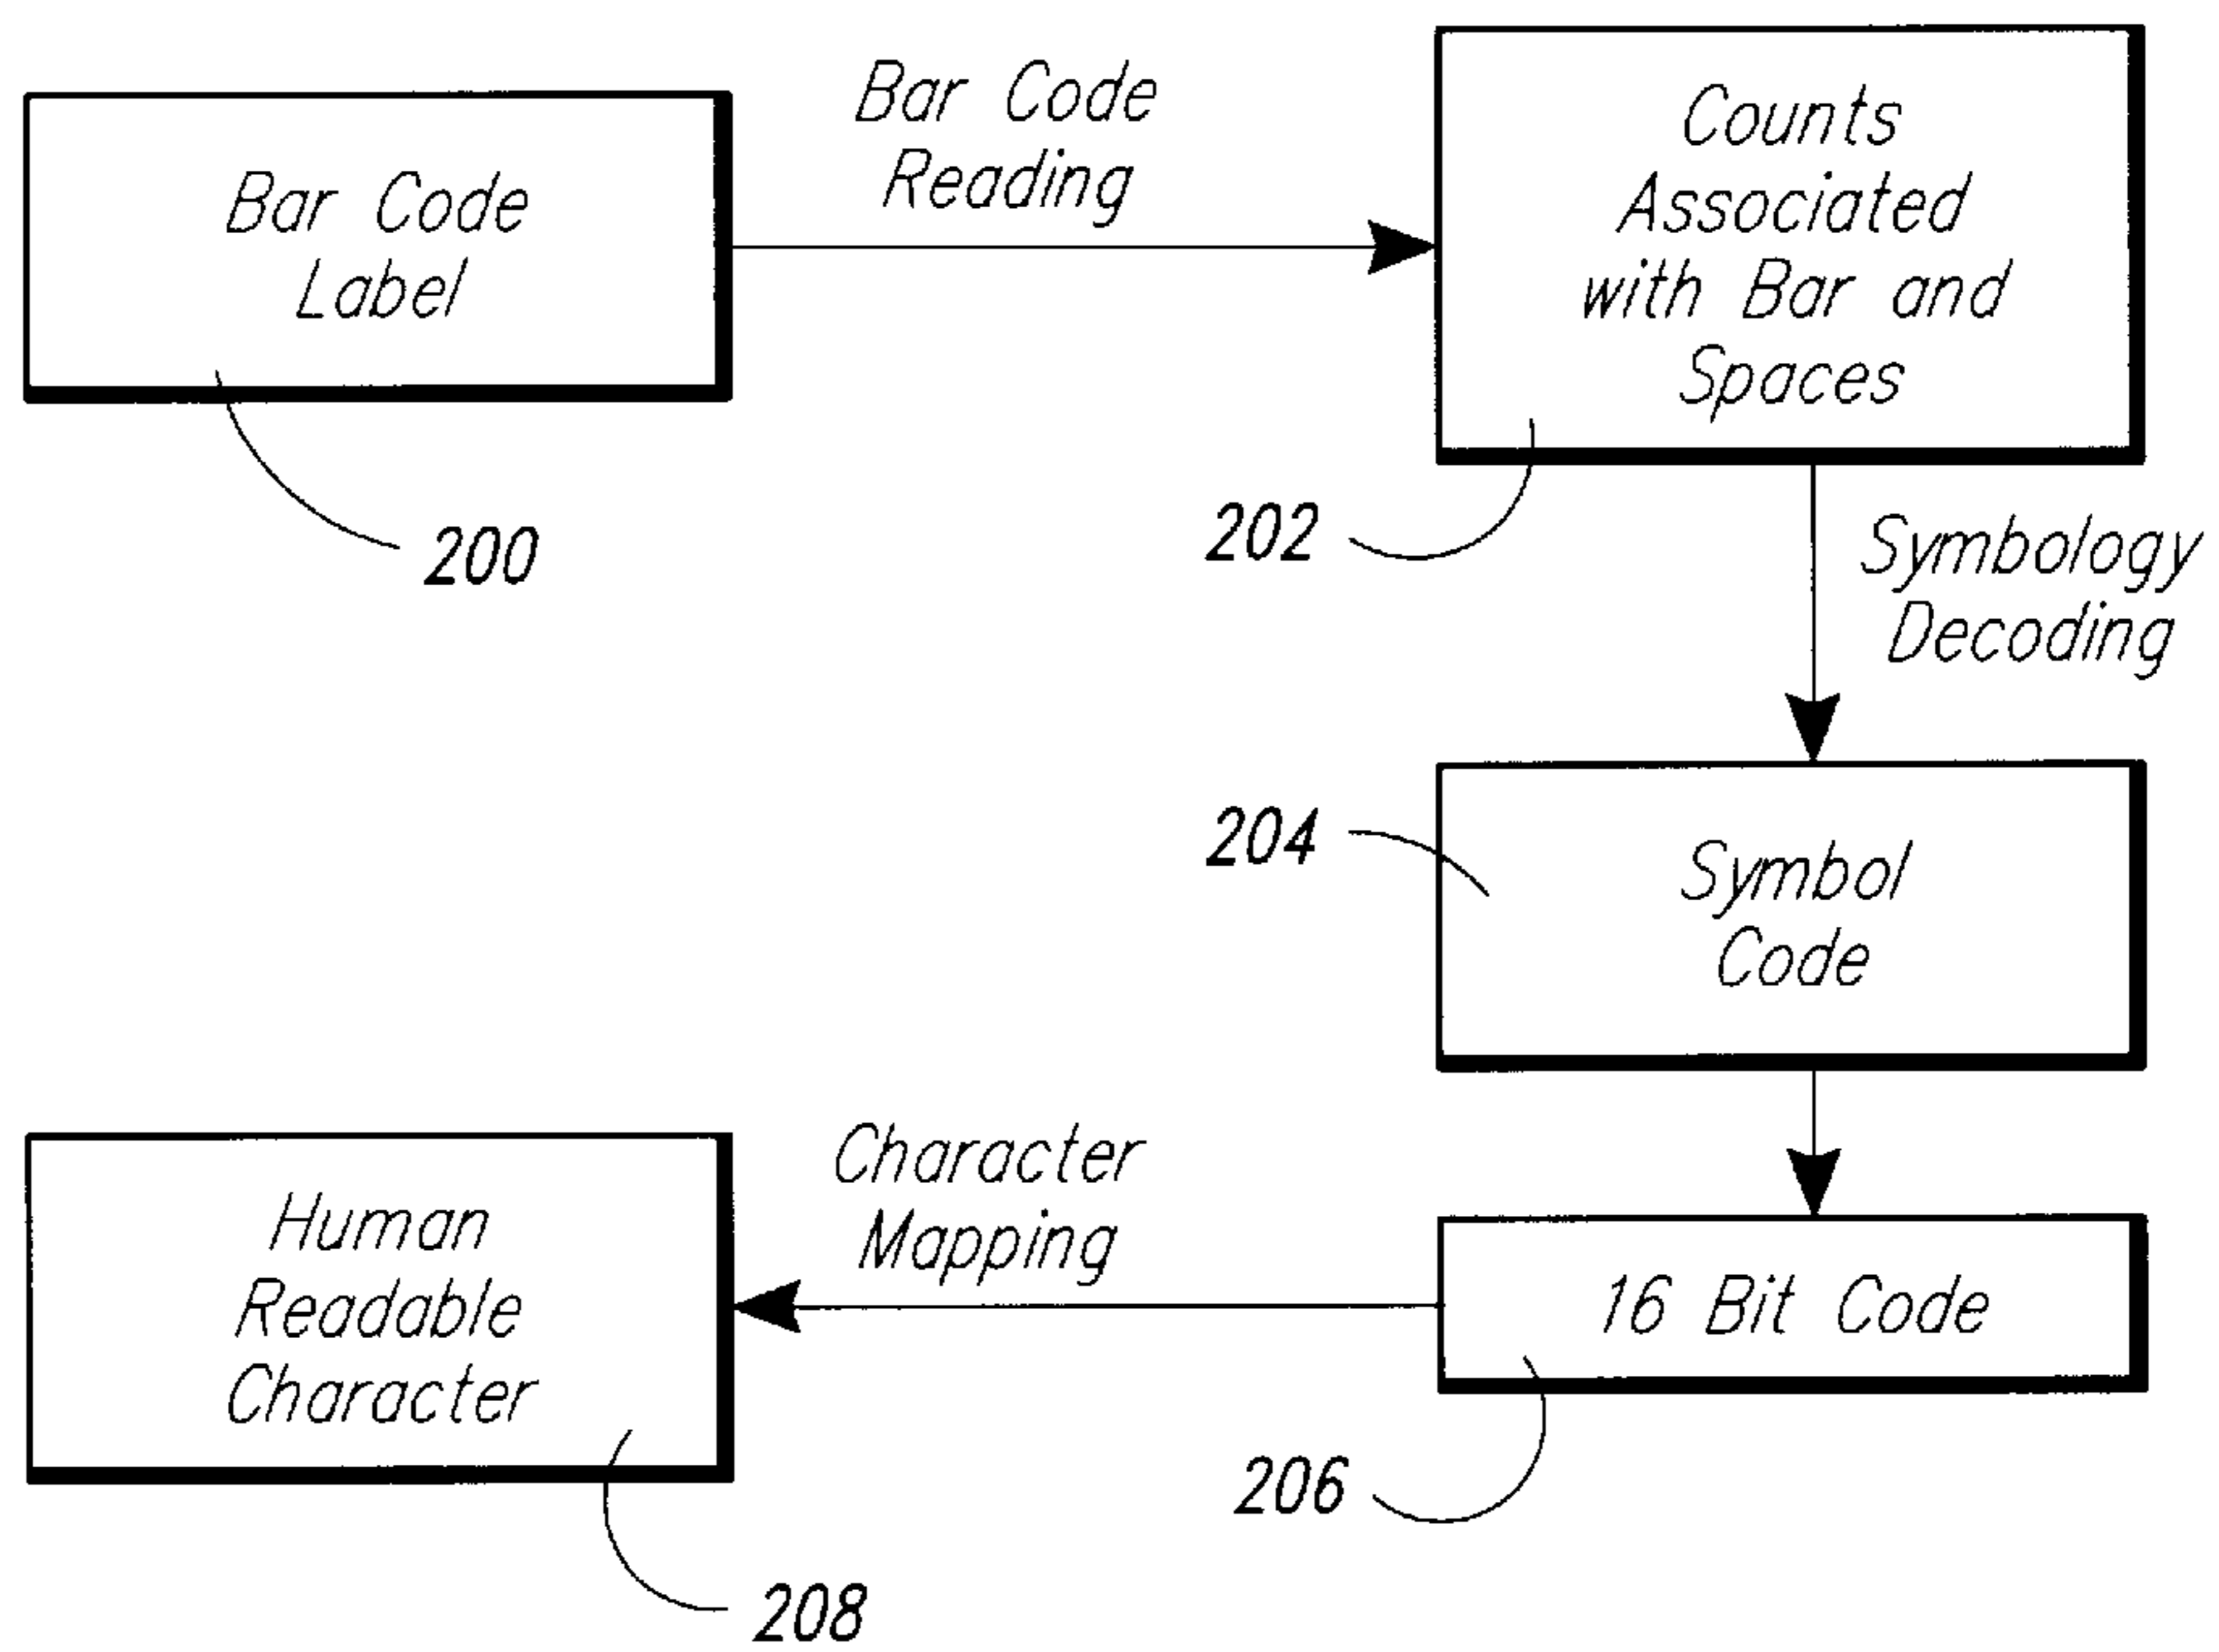 Bar Code
Label
200
Bar Code
Reading
Counts
Associated
with Bar and
Spaces
202
Symbology
Decoding
204
Symbol
Code
16 Bit Code
206
Character
Mapping
Human
Readable
Character
208